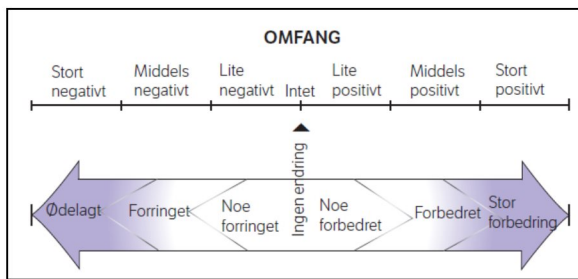 OMFANG
Stort Middels Lite Lite Middels Stort
negativt negativt negativt Intet positivt positivt positivt
Ingen endring
Ødelagt Forringet Noe forringet Noe forbedret Forbedret Stor forbedring